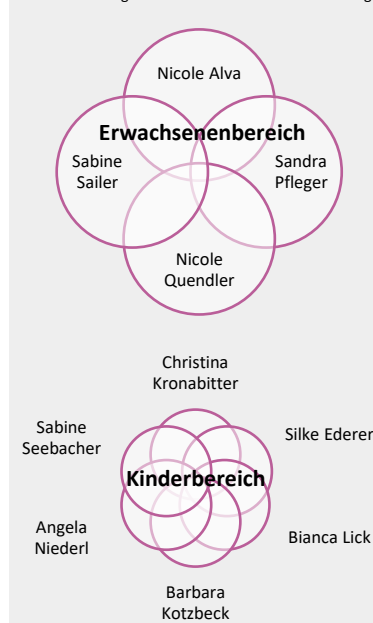 Nicole Alva
Erwachsenenbereich
Sabine
Sailer
Sandra
Pfleger
Nicole
Quendler
Christina
Kronabitter
Sabine
Seebacher
Silke Ederer
Kinderbereich
Angela
Niederl
Bianca Lick
Barbara
Kotzbeck